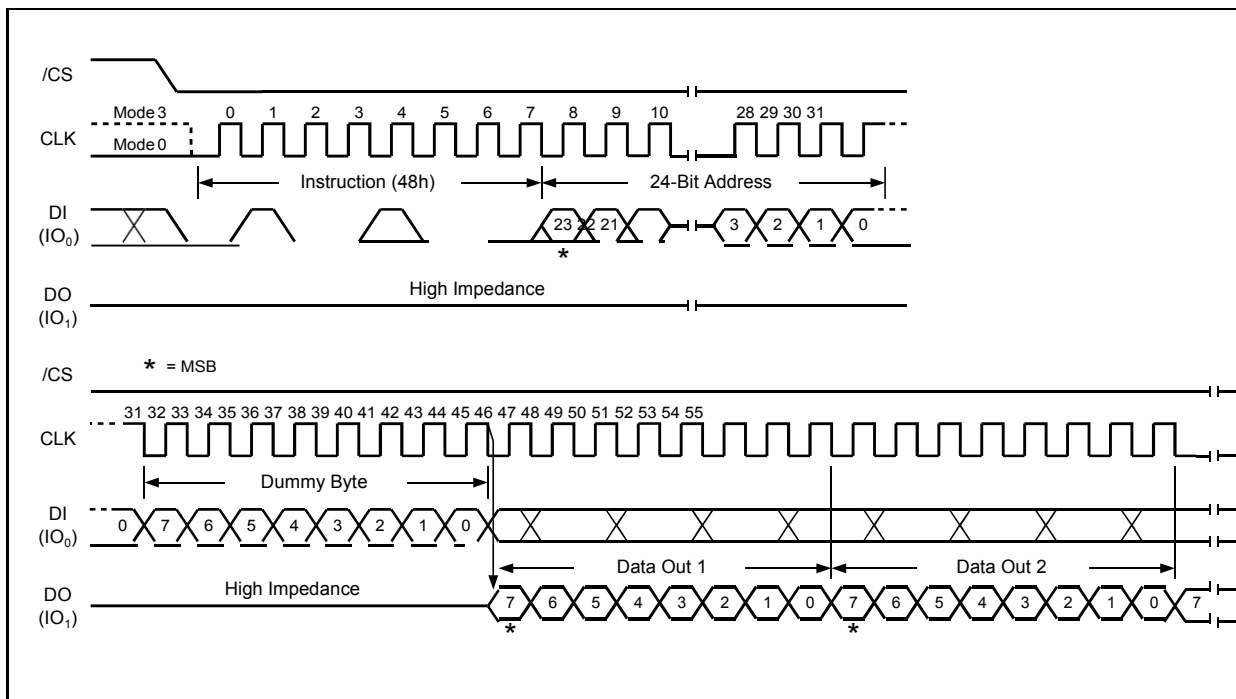 /CS
Mode 3
0 1 2 3 4 5 6 7 8 9 10 28 29 30 31
CLK
Mode 0
Instruction (48h) 24-Bit Address
DI
(IO0)
23 22 21 3 2 1 0
*
High Impedance
DO
(IO1)
* = MSB
/CS
31 32 33 34 35 36 37 38 39 40 41 42 43 44 45 46 47 48 49 50 51 52 53 54 55
CLK
Dummy Byte
DI
(IO0)
0 7 6 5 4 3 2 1 0
Data Out 1 Data Out 2
High Impedance
DO
(IO1)
7 6 5 4 3 2 1 0 7 6 5 4 3 2 1 0 7
* *